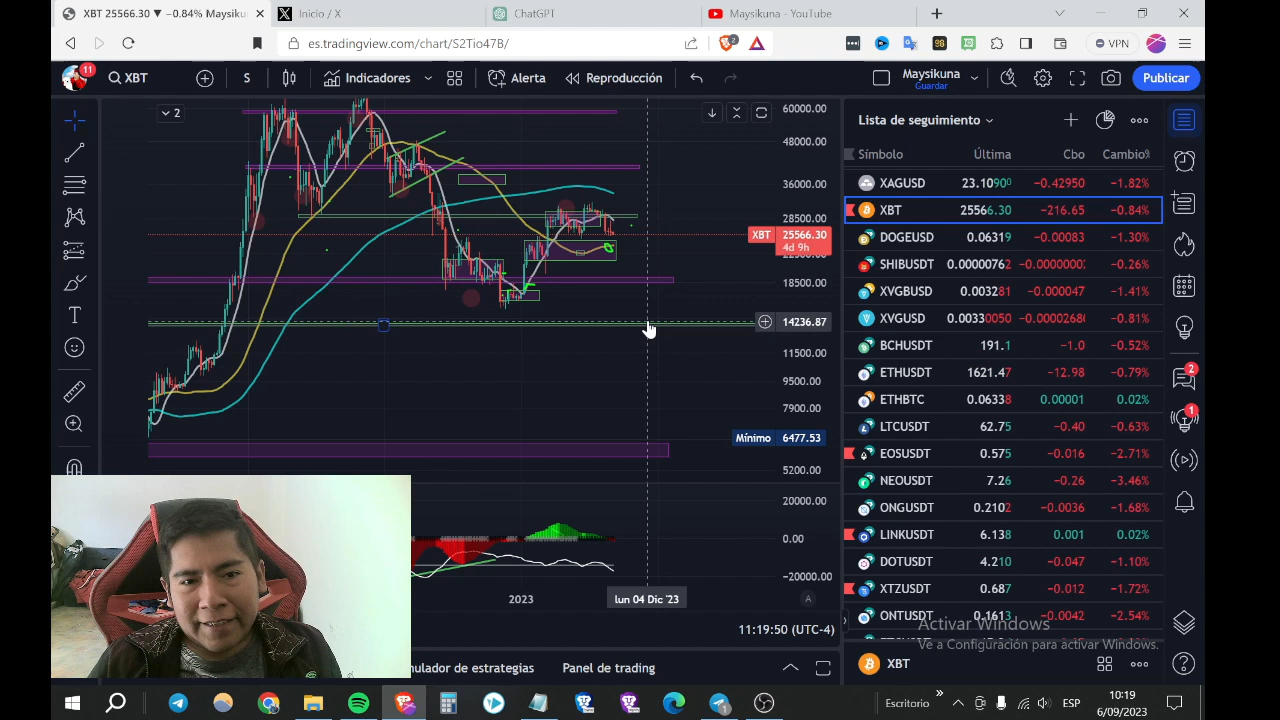 XBT 25566.30 ▼ −0.84% Maysikuna
Inicio / X
ChatGPT
Maysikuna - YouTube
es.tradingview.com/chart/S2Tio47B/
2
98
VPN
11
XBT
S
Indicadores
Alerta
Reproducción
Maysikuna
Guardar
Publicar
2
60000.00
48000.00
36000.00
28500.00
XBT 25566.30
4d 9h
18500.00
14236.87
11500.00
9500.00
7900.00
Mínimo 6477.53
5200.00
20000.00
0.00
−20000.00
2023
lun 04 Dic '23
A
11:19:50 (UTC-4)
mulador de estrategias
Panel de trading
Lista de seguimiento
Símbolo Última Cbo Cambio%
XAGUSD 23.1090⁰ −0.42950 −1.82%
XBT 25566.30 −216.65 −0.84%
DOGEUSD 0.06319 −0.00083 −1.30%
SHIBUSDT 0.00000762 −0.0000000 −0.26%
XVGBUSD 0.003281 −0.000047 −1.41%
XVGUSD 0.0033050 −0.0000268 −0.81%
BCHUSDT 191.1 −1.0 −0.52%
ETHUSDT 1621.47 −12.98 −0.79%
ETHBTC 0.06338 0.00001 0.02%
LTCUSDT 62.75 −0.40 −0.63%
EOSUSDT 0.575 −0.016 −2.71%
NEOUSDT 7.26 −0.26 −3.46%
ONGUSDT 0.2102 −0.0036 −1.68%
LINKUSDT 6.138 0.001 0.02%
DOTUSDT 4.210 −0.047 −1.10%
XTZUSDT 0.687 −0.012 −1.72%
ONTUSDT 0.1613 −0.0042 −2.54%
XBT
2
1
Activar Windows
Ve a Configuración para activar Windows.
Escritorio
ESP
10:19
6/09/2023